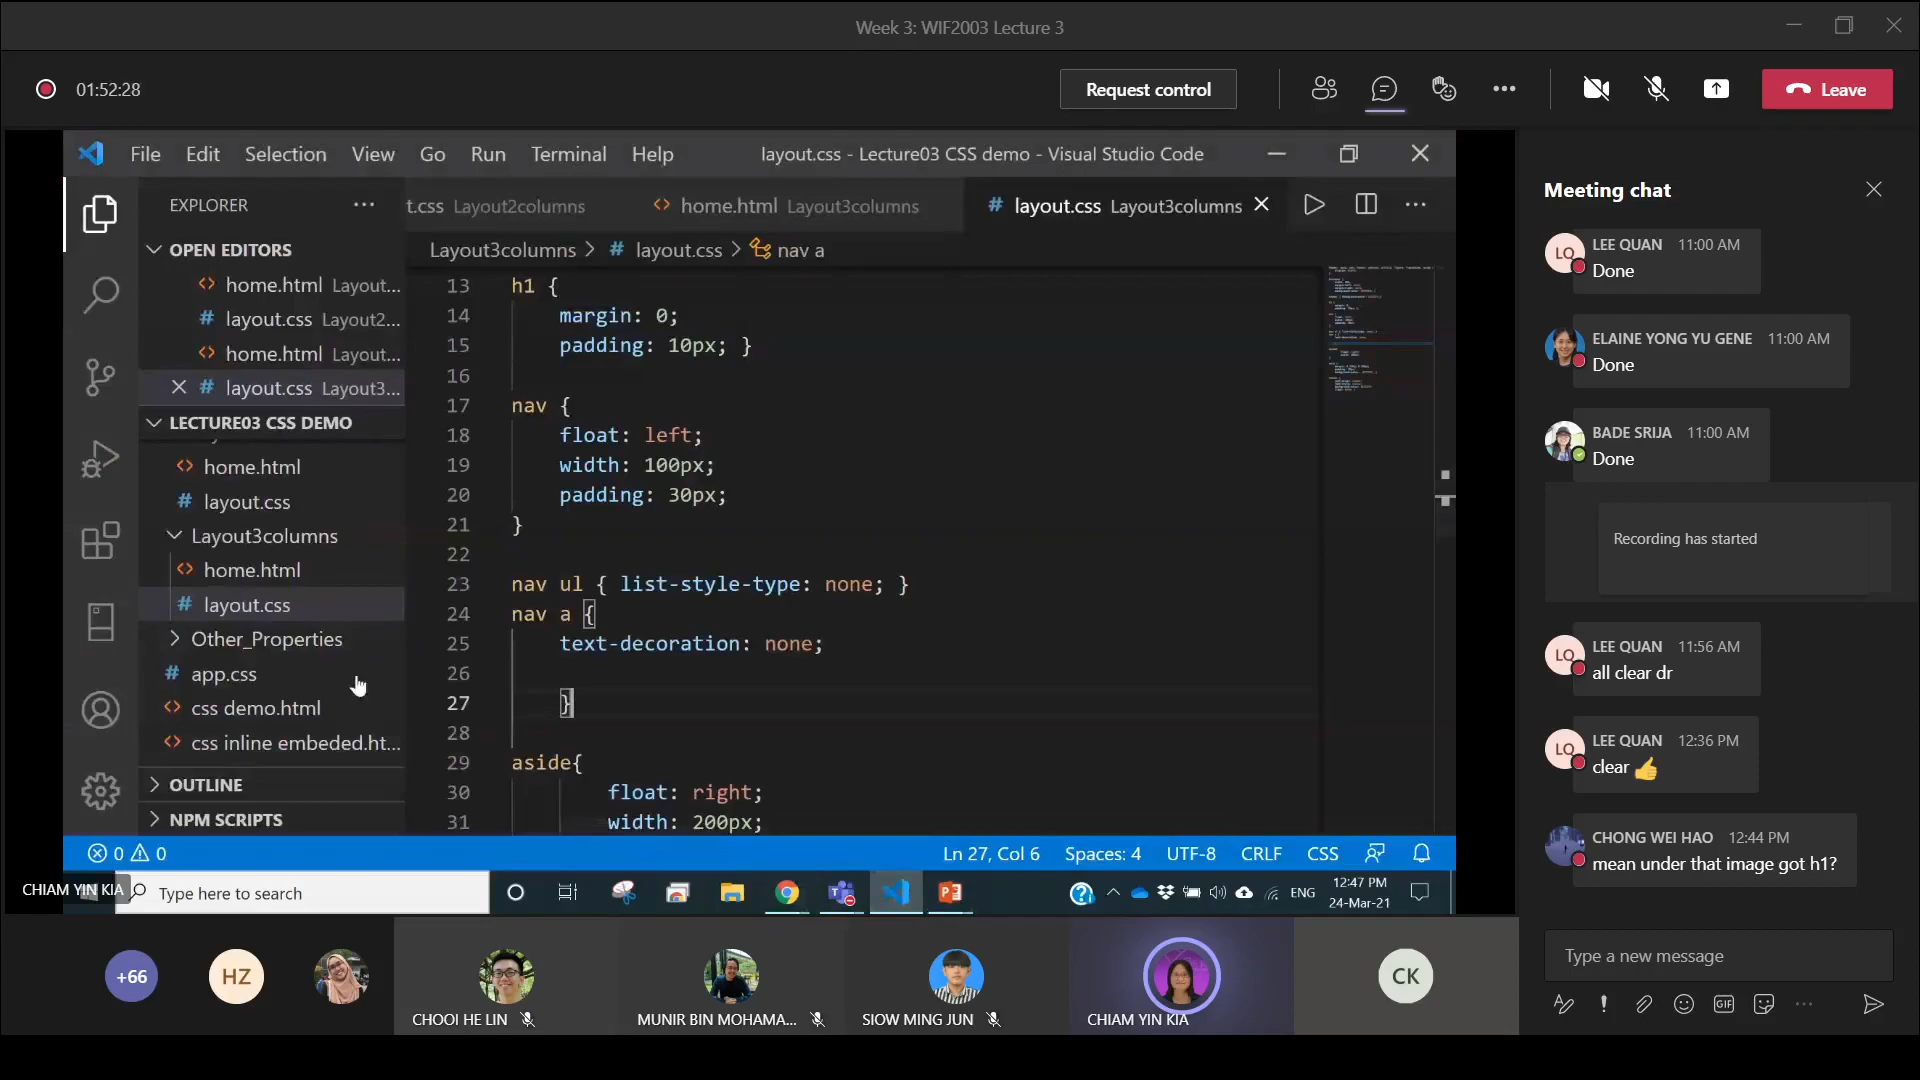 Week 3: WIF2003 Lecture 3
01:52:28
Request control
Leave
File Edit Selection View Go Run Terminal Help
layout.css - Lecture03 CSS demo - Visual Studio Code
EXPLORER
OPEN EDITORS
home.html Layout...
layout.css Layout2...
home.html Layout...
layout.css Layout3...
LECTURE03 CSS DEMO
home.html
layout.css
Layout3columns
home.html
layout.css
Other_Properties
app.css
css demo.html
css inline embeded.ht...
OUTLINE
NPM SCRIPTS
t.css Layout2columns
home.html Layout3columns
# layout.css Layout3columns
Layout3columns > # layout.css > nav a
13 h1 {
14 margin: 0;
15 padding: 10px; }
16
17 nav {
18 float: left;
19 width: 100px;
20 padding: 30px;
21 }
22
23 nav ul { list-style-type: none; }
24 nav a {
25 text-decoration: none;
26
27 }
28
29 aside{
30 float: right;
31 width: 200px;
0 0
Ln 27, Col 6 Spaces: 4 UTF-8 CRLF CSS
CHIAM YIN KIA
Type here to search
ENG
12:47 PM
24-Mar-21
+66
HZ
CHOOI HE LIN
MUNIR BIN MOHAMA...
SIOW MING JUN
CHIAM YIN KIA
CK
Meeting chat
LQ
LEE QUAN 11:00 AM
Done
ELAINE YONG YU GENE 11:00 AM
Done
BADE SRIJA 11:00 AM
Done
Recording has started
LQ
LEE QUAN 11:56 AM
all clear dr
LQ
LEE QUAN 12:36 PM
clear 👍
CHONG WEI HAO 12:44 PM
mean under that image got h1?
Type a new message
GIF